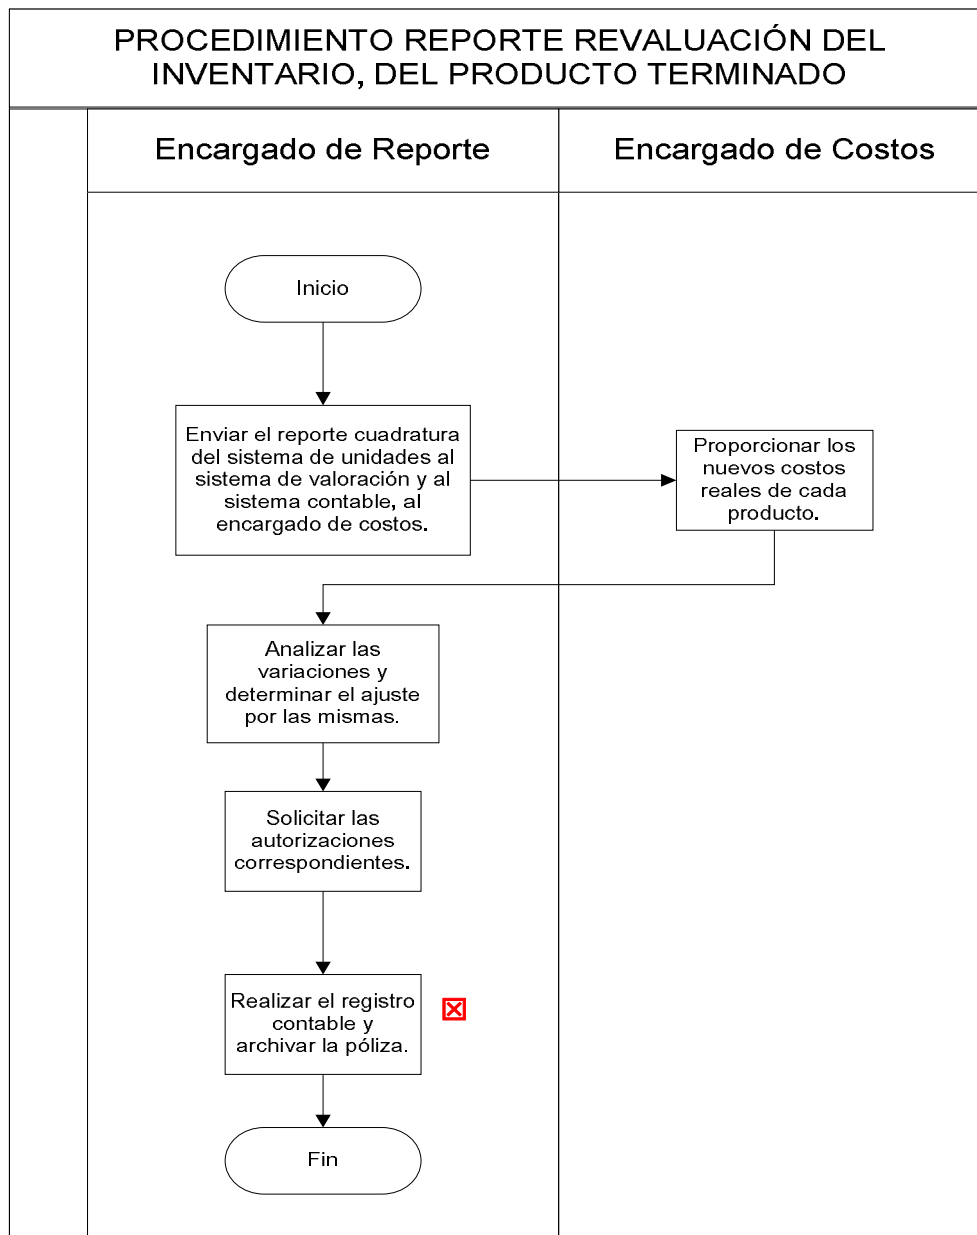 PROCEDIMIENTO REPORTE REVALUACIÓN DEL
INVENTARIO, DEL PRODUCTO TERMINADO
Encargado de Reporte
Encargado de Costos
Inicio
Enviar el reporte cuadratura
del sistema de unidades al
sistema de valoración y al
sistema contable, al
encargado de costos.
Proporcionar los
nuevos costos
reales de cada
producto.
Analizar las
variaciones y
determinar el ajuste
por las mismas.
Solicitar las
autorizaciones
correspondientes.
Realizar el registro
contable y
archivar la póliza.
Fin